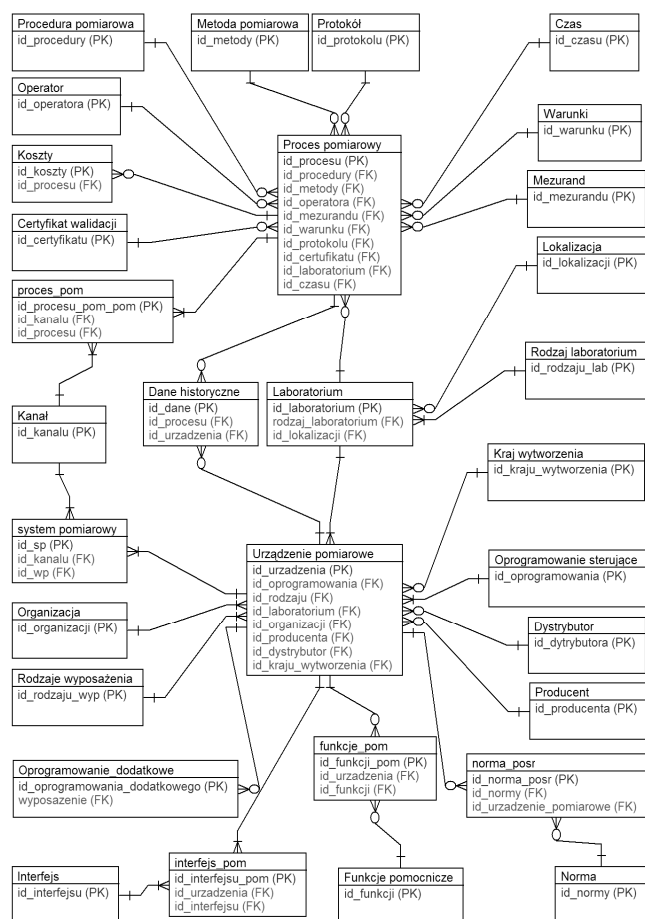 Procedura pomiarowa
id_procedury (PK)
Metoda pomiarowa
id_metody (PK)
Protokół
id_protokolu (PK)
Czas
id_czasu (PK)
Operator
id_operatora (PK)
Warunki
id_warunku (PK)
Koszty
id_koszty (PK)
id_procesu (FK)
Proces pomiarowy
id_procesu (PK)
id_procedury (FK)
id_metody (FK)
id_operatora (FK)
id_mezurandu (FK)
id_warunku (FK)
id_protokolu (FK)
id_certufikatu (FK)
id_laboratorium (FK)
id_czasu (FK)
Mezurand
id_mezurandu (PK)
Certyfikat walidacji
id_certyfikatu (PK)
Lokalizacja
id_lokalizacji (PK)
proces_pom
id_procesu_pom_pom (PK)
id_kanalu (FK)
id_procesu (FK)
Rodzaj laboratorium
id_rodzaju_lab (PK)
Dane historyczne
id_dane (PK)
id_procesu (FK)
id_urzadzenia (FK)
Laboratorium
id_laboratorium (PK)
rodzaj_laboratorium (FK)
id_lokalizacji (FK)
Kanał
id_kanalu (PK)
Kraj wytworzenia
id_kraju_wytworzenia (PK)
system pomiarowy
id_sp (PK)
id_kanalu (FK)
id_wp (FK)
Urządzenie pomiarowe
id_urzadzenia (PK)
id_oprogramowania (FK)
id_rodzaju (FK)
id_laboratorium (FK)
id_organizacji (FK)
id_producenta (FK)
id_dystrybutor (FK)
id_kraju_wytworzenia (FK)
Oprogramowanie sterujące
id_oprogramowania (PK)
Organizacja
id_organizacji (PK)
Dystrybutor
id_dytrybutora (PK)
Rodzaje wyposażenia
id_rodzaju_wyp (PK)
Producent
id_producenta (PK)
Oprogramowanie_dodatkowe
id_oprogramowania_dodatkowego (PK)
wyposazenie (FK)
funkcje_pom
id_funkcji_pom (PK)
id_urzadzenia (FK)
id_funkcji (FK)
norma_posr
id_norma_posr (PK)
id_normy (FK)
id_urzadzenie_pomiarowe (FK)
Interfejs
id_interfejsu (PK)
interfejs_pom
id_interfejsu_pom (PK)
id_urzadzenia (FK)
id_interfejsu (FK)
Funkcje pomocnicze
id_funkcji (PK)
Norma
id_normy (PK)